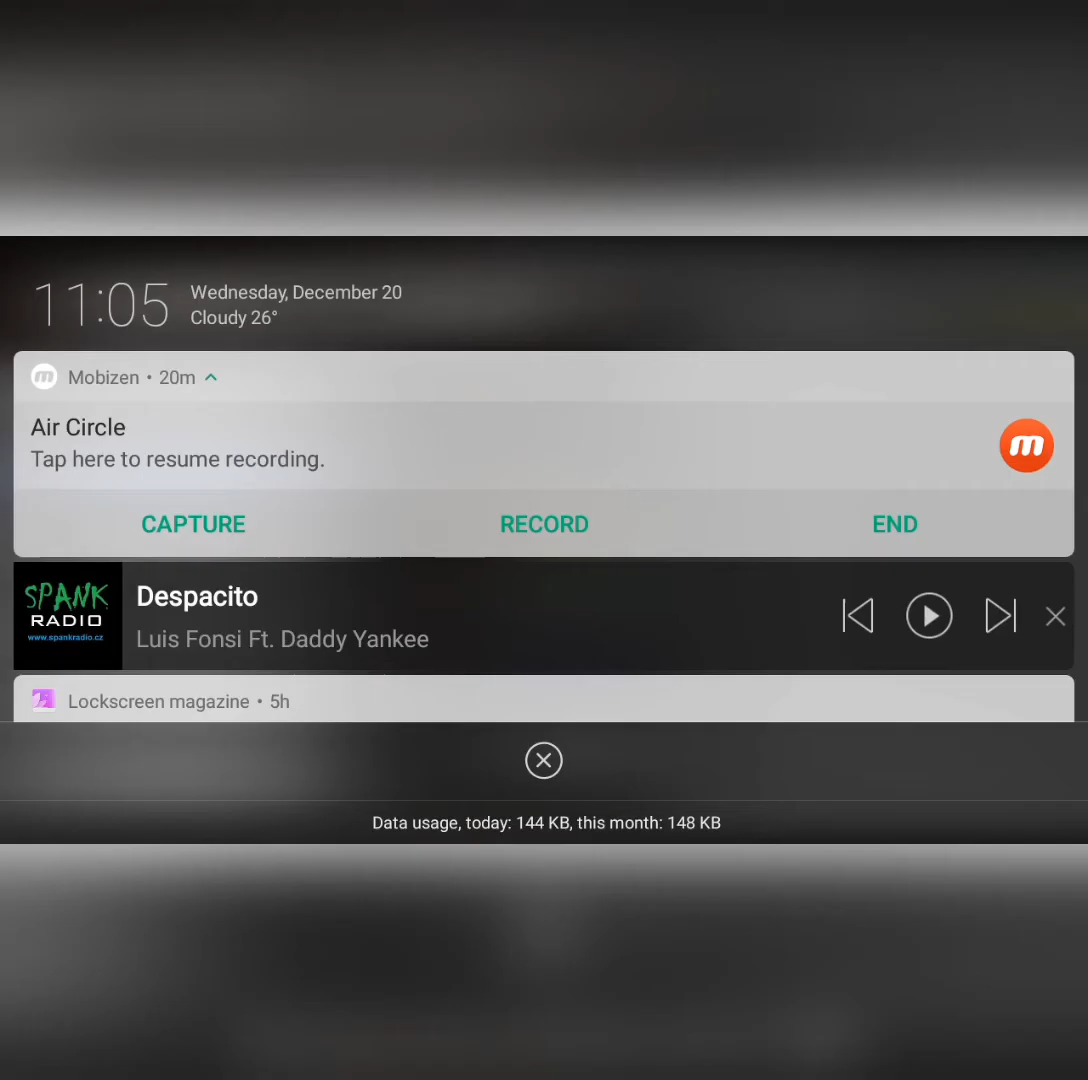 11:05
Wednesday, December 20
Cloudy 26°
m Mobizen • 20m
Air Circle
Tap here to resume recording.
m
CAPTURE RECORD END
SPANK
RADIO
www.spankradio.cz
Despacito
Luis Fonsi Ft. Daddy Yankee
Lockscreen magazine • 5h
Data usage, today: 144 KB, this month: 148 KB